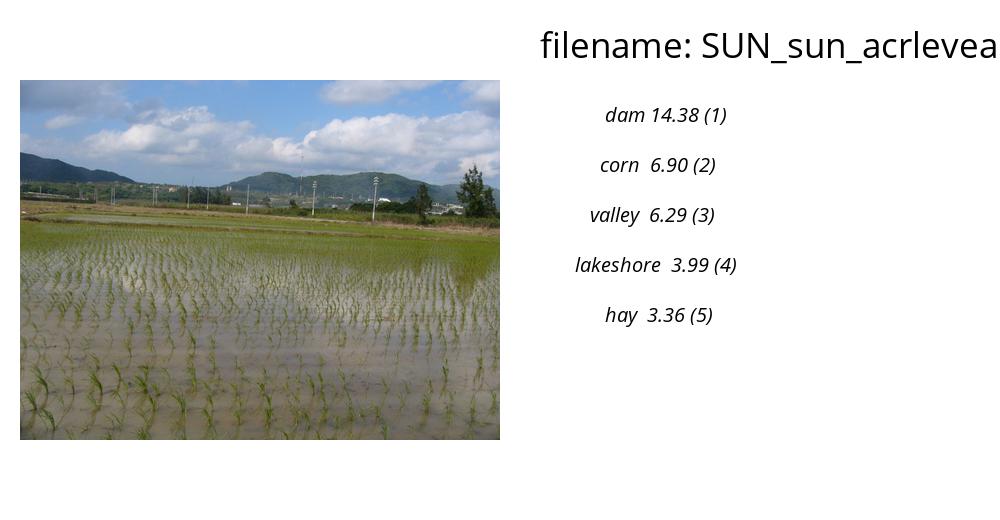 filename: SUN_sun_acrlevea
dam 14.38 (1)
corn 6.90 (2)
valley 6.29 (3)
lakeshore 3.99 (4)
hay 3.36 (5)